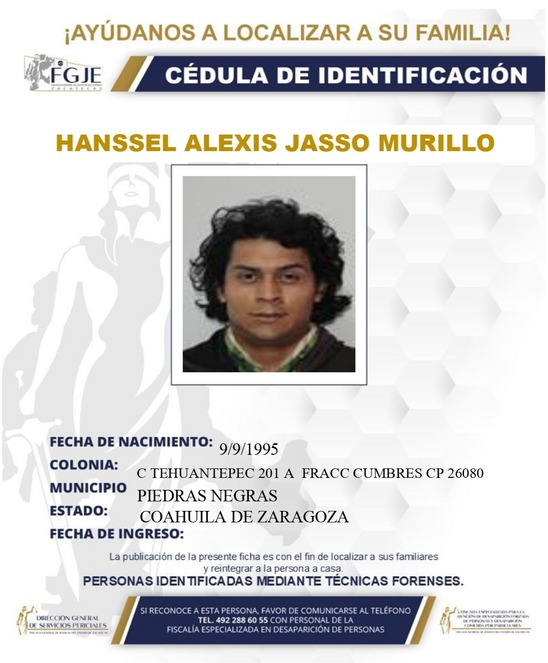 ¡AYÚDANOS A LOCALIZAR A SU FAMILIA!
FGJE
ZACATECAS
CÉDULA DE IDENTIFICACIÓN
HANSSEL ALEXIS JASSO MURILLO
FECHA DE NACIMIENTO: 9/9/1995
COLONIA: C TEHUANTEPEC 201 A FRACC CUMBRES CP 26080
MUNICIPIO PIEDRAS NEGRAS
ESTADO: COAHUILA DE ZARAGOZA
FECHA DE INGRESO:
La publicación de la presente ficha es con el fin de localizar a sus familiares
y reintegrar a la persona a casa.
PERSONAS IDENTIFICADAS MEDIANTE TÉCNICAS FORENSES.
DIRECCIÓN GENERAL
DE SERVICIOS PERICIALES
SI RECONOCE A ESTA PERSONA, FAVOR DE COMUNICARSE AL TELÉFONO
TEL. 492 288 60 55 CON PERSONAL DE LA
FISCALÍA ESPECIALIZADA EN DESAPARICIÓN DE PERSONAS